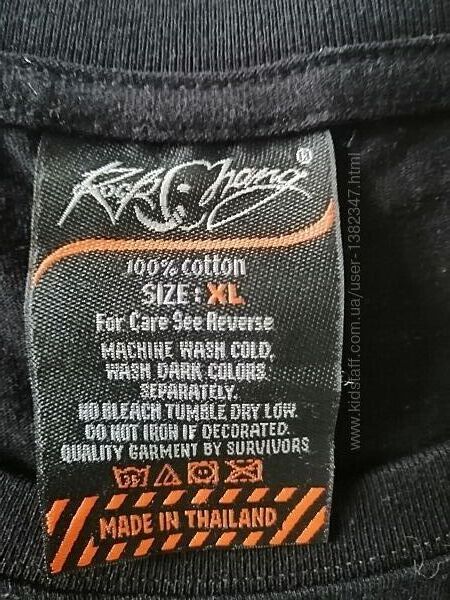 Rock Chang ®
100% cotton
SIZE: XL
For Care See Reverse
MACHINE WASH COLD,
WASH DARK COLORS
SEPARATELY.
NO BLEACH TUMBLE DRY LOW.
DO NOT IRON IF DECORATED.
QUALITY GARMENT BY SURVIVORS
MADE IN THAILAND
www.kidstaff.com.ua/user-1382347.html